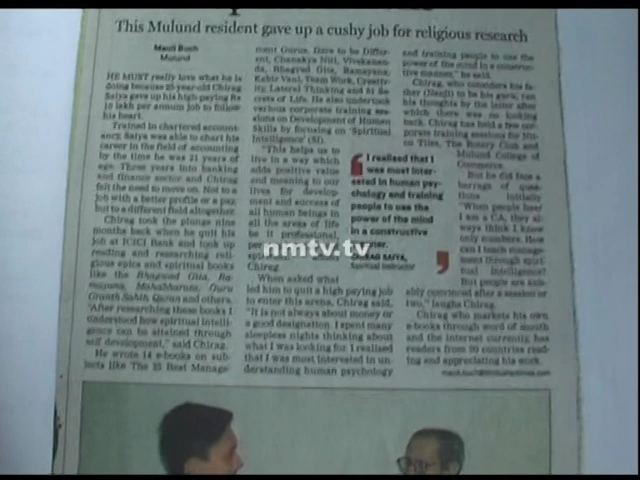 This Mulund resident gave up a cushy job for religious research
Mulund
HE MUST really love what he is
doing because 25-year-old Chirag
Saiya gave up his high paying Rs
10 lakh per annum job to follow
his heart.
Trained in chartered account-
ancy, Saiya was able to chart his
career in the field of accounting
by the time he was 21 years of
age. Three years into banking
and finance sector and Chirag
felt the need to move on. Not to a
job with a better profile or a pay,
but to a different field altogether.
Chirag took the plunge nine
months back when he quit his
job at ICICI Bank and took up
reading and researching reli-
gious epics and spiritual books
like the Bhagwad Gita, Ra-
mayana, Mahabharata, Guru
Granth Sahib, Quran and others.
"After researching these books I
understood how spiritual intelli-
gence can be attained through
self development," said Chirag.
He wrote 14 e-books on sub-
jects like The 25 Best Manage-
ment Gurus, Dare to be Differ-
ent, Chanakya Niti, Vivekanan-
da, Bhagvad Gita, Ramayana,
Kabir Vani, Team Work, Creativ-
ity, Lateral Thinking and 51 Se-
crets of Life. He also undertook
various corporate training ses-
sions on Development of Human
Skills by focusing on 'Spiritual
Intelligence' (SI).
"This helps us to
live in a way which
adds positive value
and meaning to our
lives for develop-
ment and success of
all human beings in
all the areas of life
be it professional,
Chirag.
When asked what
led him to quit a high paying job
to enter this arena, Chirag said,
"It is not always about money or
a good designation. I spent many
sleepless nights thinking about
what I was looking for. I realised
that I was most interested in un-
derstanding human psychology
and training people to use the
power of the mind in a construc-
tive manner," he said.
Chirag, who considers his fa-
ther (Dinesh) to be his guru, ran
his thoughts by the latter after
which there was no looking
back. Chirag has held a few cor-
porate training sessions for Ni-
co Tiles, The Rotary Club and
Mulund College of
Commerce.
But he did face a
barrage of ques-
tions initially.
"When people hear
I am a CA, they al-
ways think I know
only numbers. How
can I teach manage-
ment through spirit-
ual intelligence?
But people are suit-
ably convinced after a session or
two," laughs Chirag.
Chirag who markets his own
e-books through word of mouth
and the internet currently, has
readers from 90 countries read-
ing and appreciating his work.
I realised that I
was most inter-
ested in human psy-
chology and training
people to use the
power of the mind
in a constructive
manner.
CHIRAG SAIYA,
Spiritual instructor
nmtv.tv